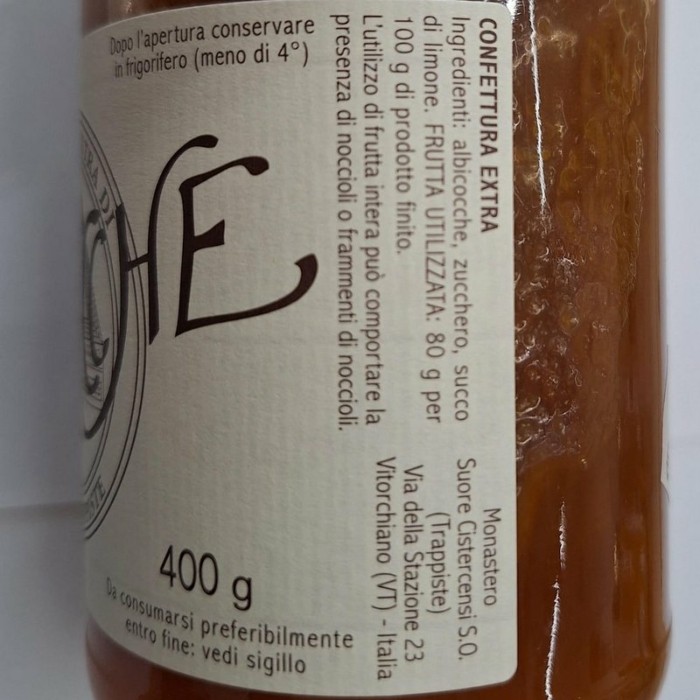 Dopo l'apertura conservare
in frigorifero (meno di 4°)
CHE
400 g
Da consumarsi preferibilmente
entro fine: vedi sigillo
CONFETTURA EXTRA
Ingredienti: albicocche, zucchero, succo
di limone. FRUTTA UTILIZZATA: 80 g per
100 g di prodotto finito.
L'utilizzo di frutta intera può comportare la
presenza di noccioli o frammenti di noccioli.
Monastero
Suore Cistercensi S.O.
(Trappiste)
Via della Stazione 23
Vitorchiano (VT) - Italia